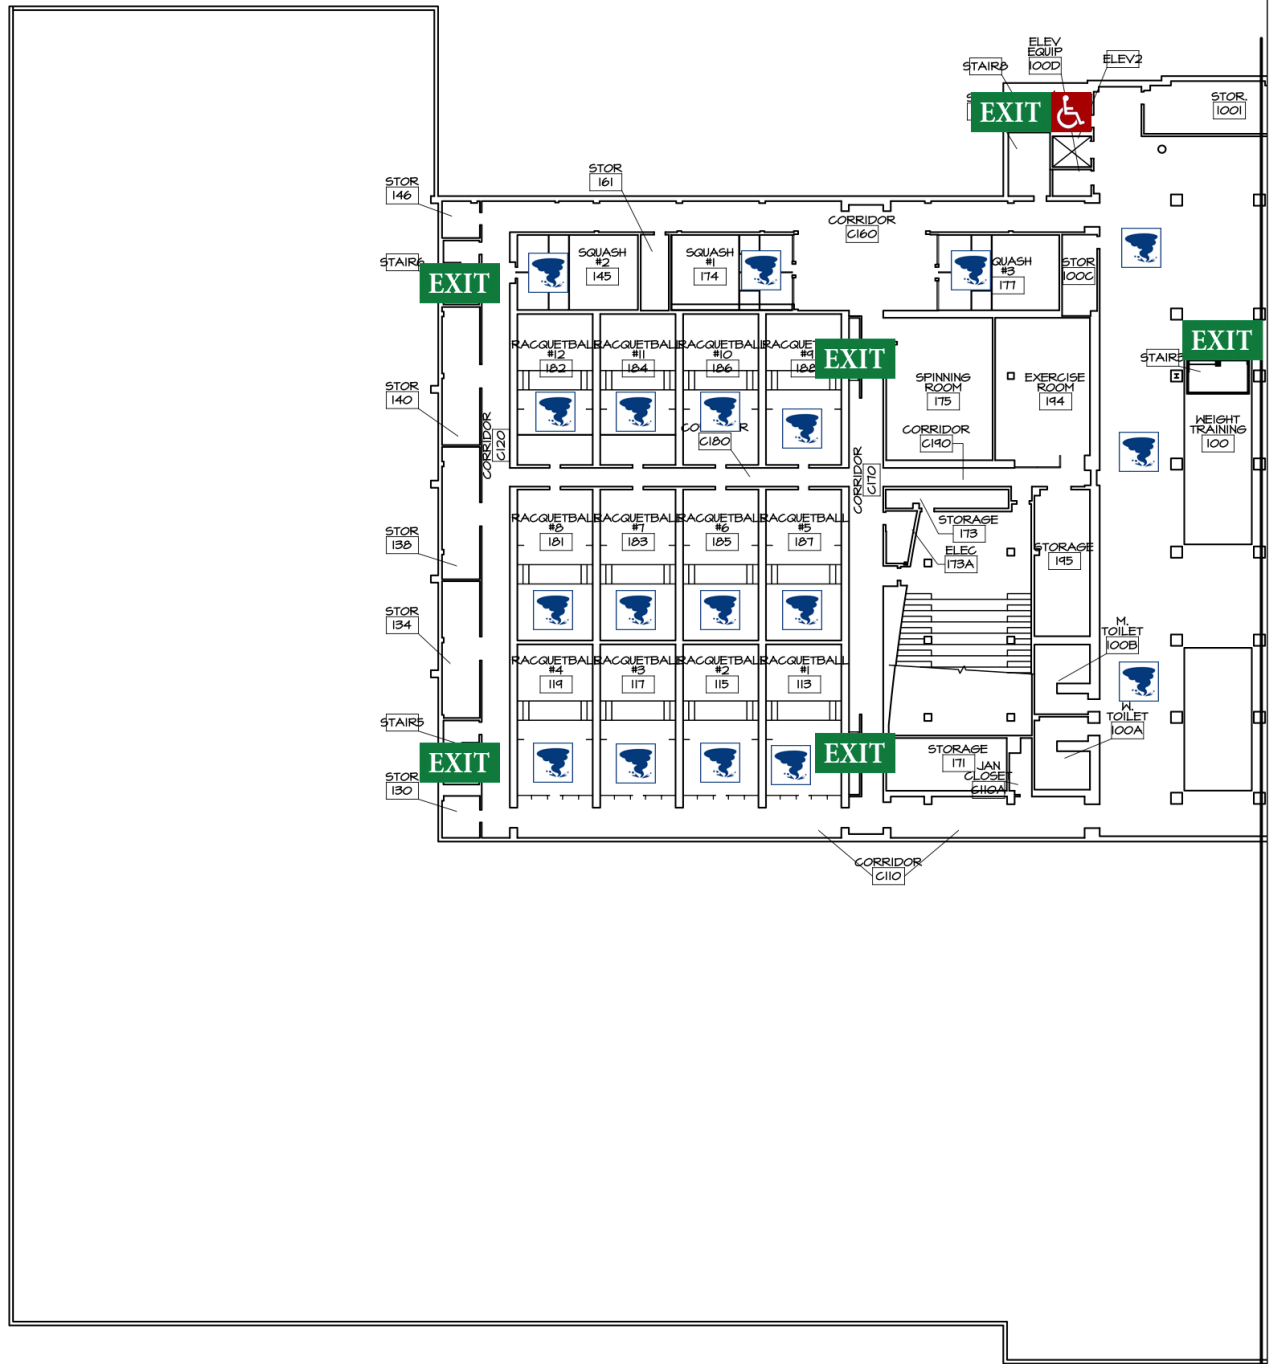 ELEV
EQUIP
100D
ELEV2
STAIR8
EXIT
STOR
1001
STOR
161
STOR
146
CORRIDOR
C160
STAIR6
EXIT
SQUASH
#2
145
SQUASH
#1
174
QUASH
#3
177
STOR
100C
RACQUETBALL
#12
182
RACQUETBALL
#11
184
RACQUETBALL
#10
186
RACQUETBALL
#9
188
EXIT
EXIT
STAIR3
SPINNING
ROOM
175
EXERCISE
ROOM
194
WEIGHT
TRAINING
100
STOR
140
CORRIDOR
C120
C180
CORRIDOR
C190
CORRIDOR
C170
RACQUETBALL
#8
181
RACQUETBALL
#7
183
RACQUETBALL
#6
185
RACQUETBALL
#5
187
STORAGE
173
ELEC
173A
STORAGE
195
STOR
138
STOR
134
M.
TOILET
100B
RACQUETBALL
#4
119
RACQUETBALL
#3
117
RACQUETBALL
#2
115
RACQUETBALL
#1
113
W.
TOILET
100A
STAIR5
EXIT
EXIT
STORAGE
171
JAN
CLOSET
C110A
STOR
130
CORRIDOR
C110